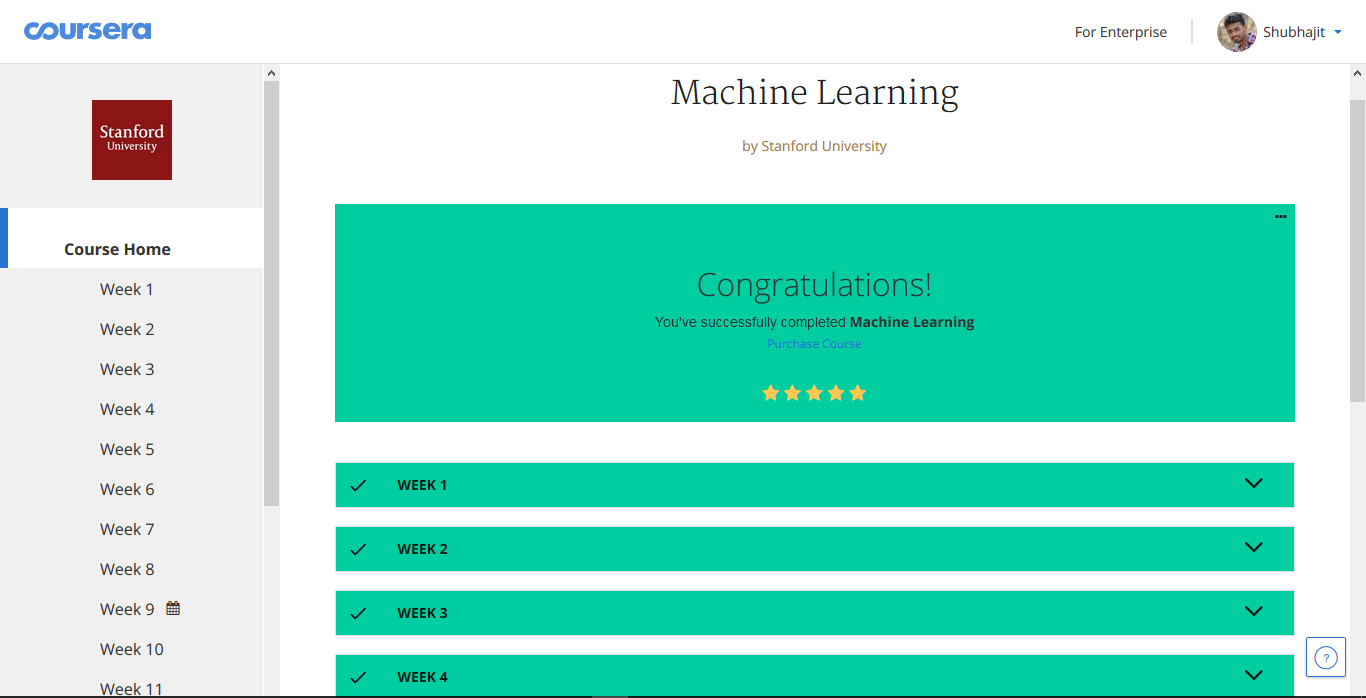 coursera
For Enterprise
Shubhajit
Stanford
University
Course Home
Week 1
Week 2
Week 3
Week 4
Week 5
Week 6
Week 7
Week 8
Week 9
Week 10
Week 11
Machine Learning
by Stanford University
Congratulations!
You've successfully completed Machine Learning
Purchase Course
WEEK 1
WEEK 2
WEEK 3
WEEK 4
?